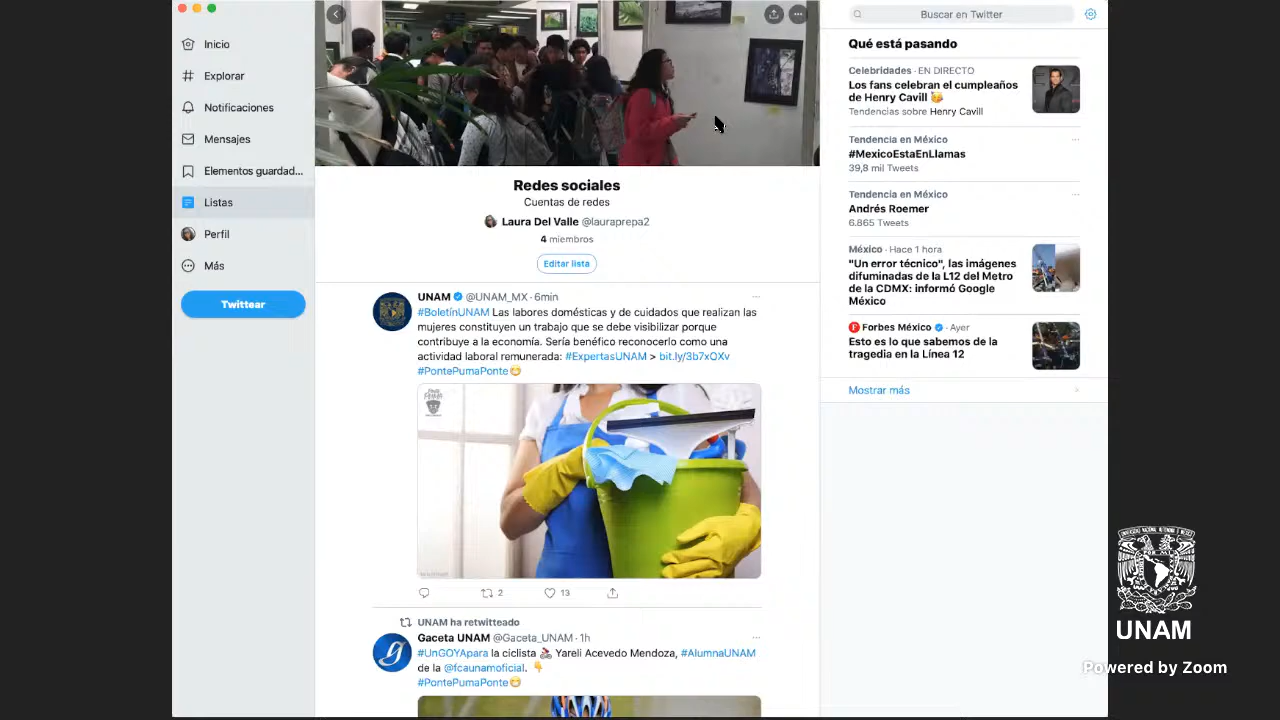 Inicio
Explorar
Notificaciones
Mensajes
Elementos guardad...
Listas
Perfil
Más
Twittear
Redes sociales
Cuentas de redes
Laura Del Valle @lauraprepa2
4 miembros
Editar lista
UNAM @UNAM_MX · 6min
#BoletínUNAM Las labores domésticas y de cuidados que realizan las
mujeres constituyen un trabajo que se debe visibilizar porque
contribuye a la economía. Sería benéfico reconocerlo como una
actividad laboral remunerada: #ExpertasUNAM > bit.ly/3b7xQXv
#PontePumaPonte😁
2
13
UNAM ha retwitteado
Gaceta UNAM @Gaceta_UNAM · 1h
#UnGOYApara la ciclista 🚴 Yareli Acevedo Mendoza, #AlumnaUNAM
de la @fcaunamoficial. 👇
#PontePumaPonte😁
Buscar en Twitter
Qué está pasando
Celebridades · EN DIRECTO
Los fans celebran el cumpleaños
de Henry Cavill 🥳
Tendencias sobre Henry Cavill
Tendencia en México
#MexicoEstaEnLlamas
39,8 mil Tweets
Tendencia en México
Andrés Roemer
6.865 Tweets
México · Hace 1 hora
"Un error técnico", las imágenes
difuminadas de la L12 del Metro
de la CDMX: informó Google
México
Forbes México · Ayer
Esto es lo que sabemos de la
tragedia en la Línea 12
Mostrar más
UNAM
Powered by Zoom